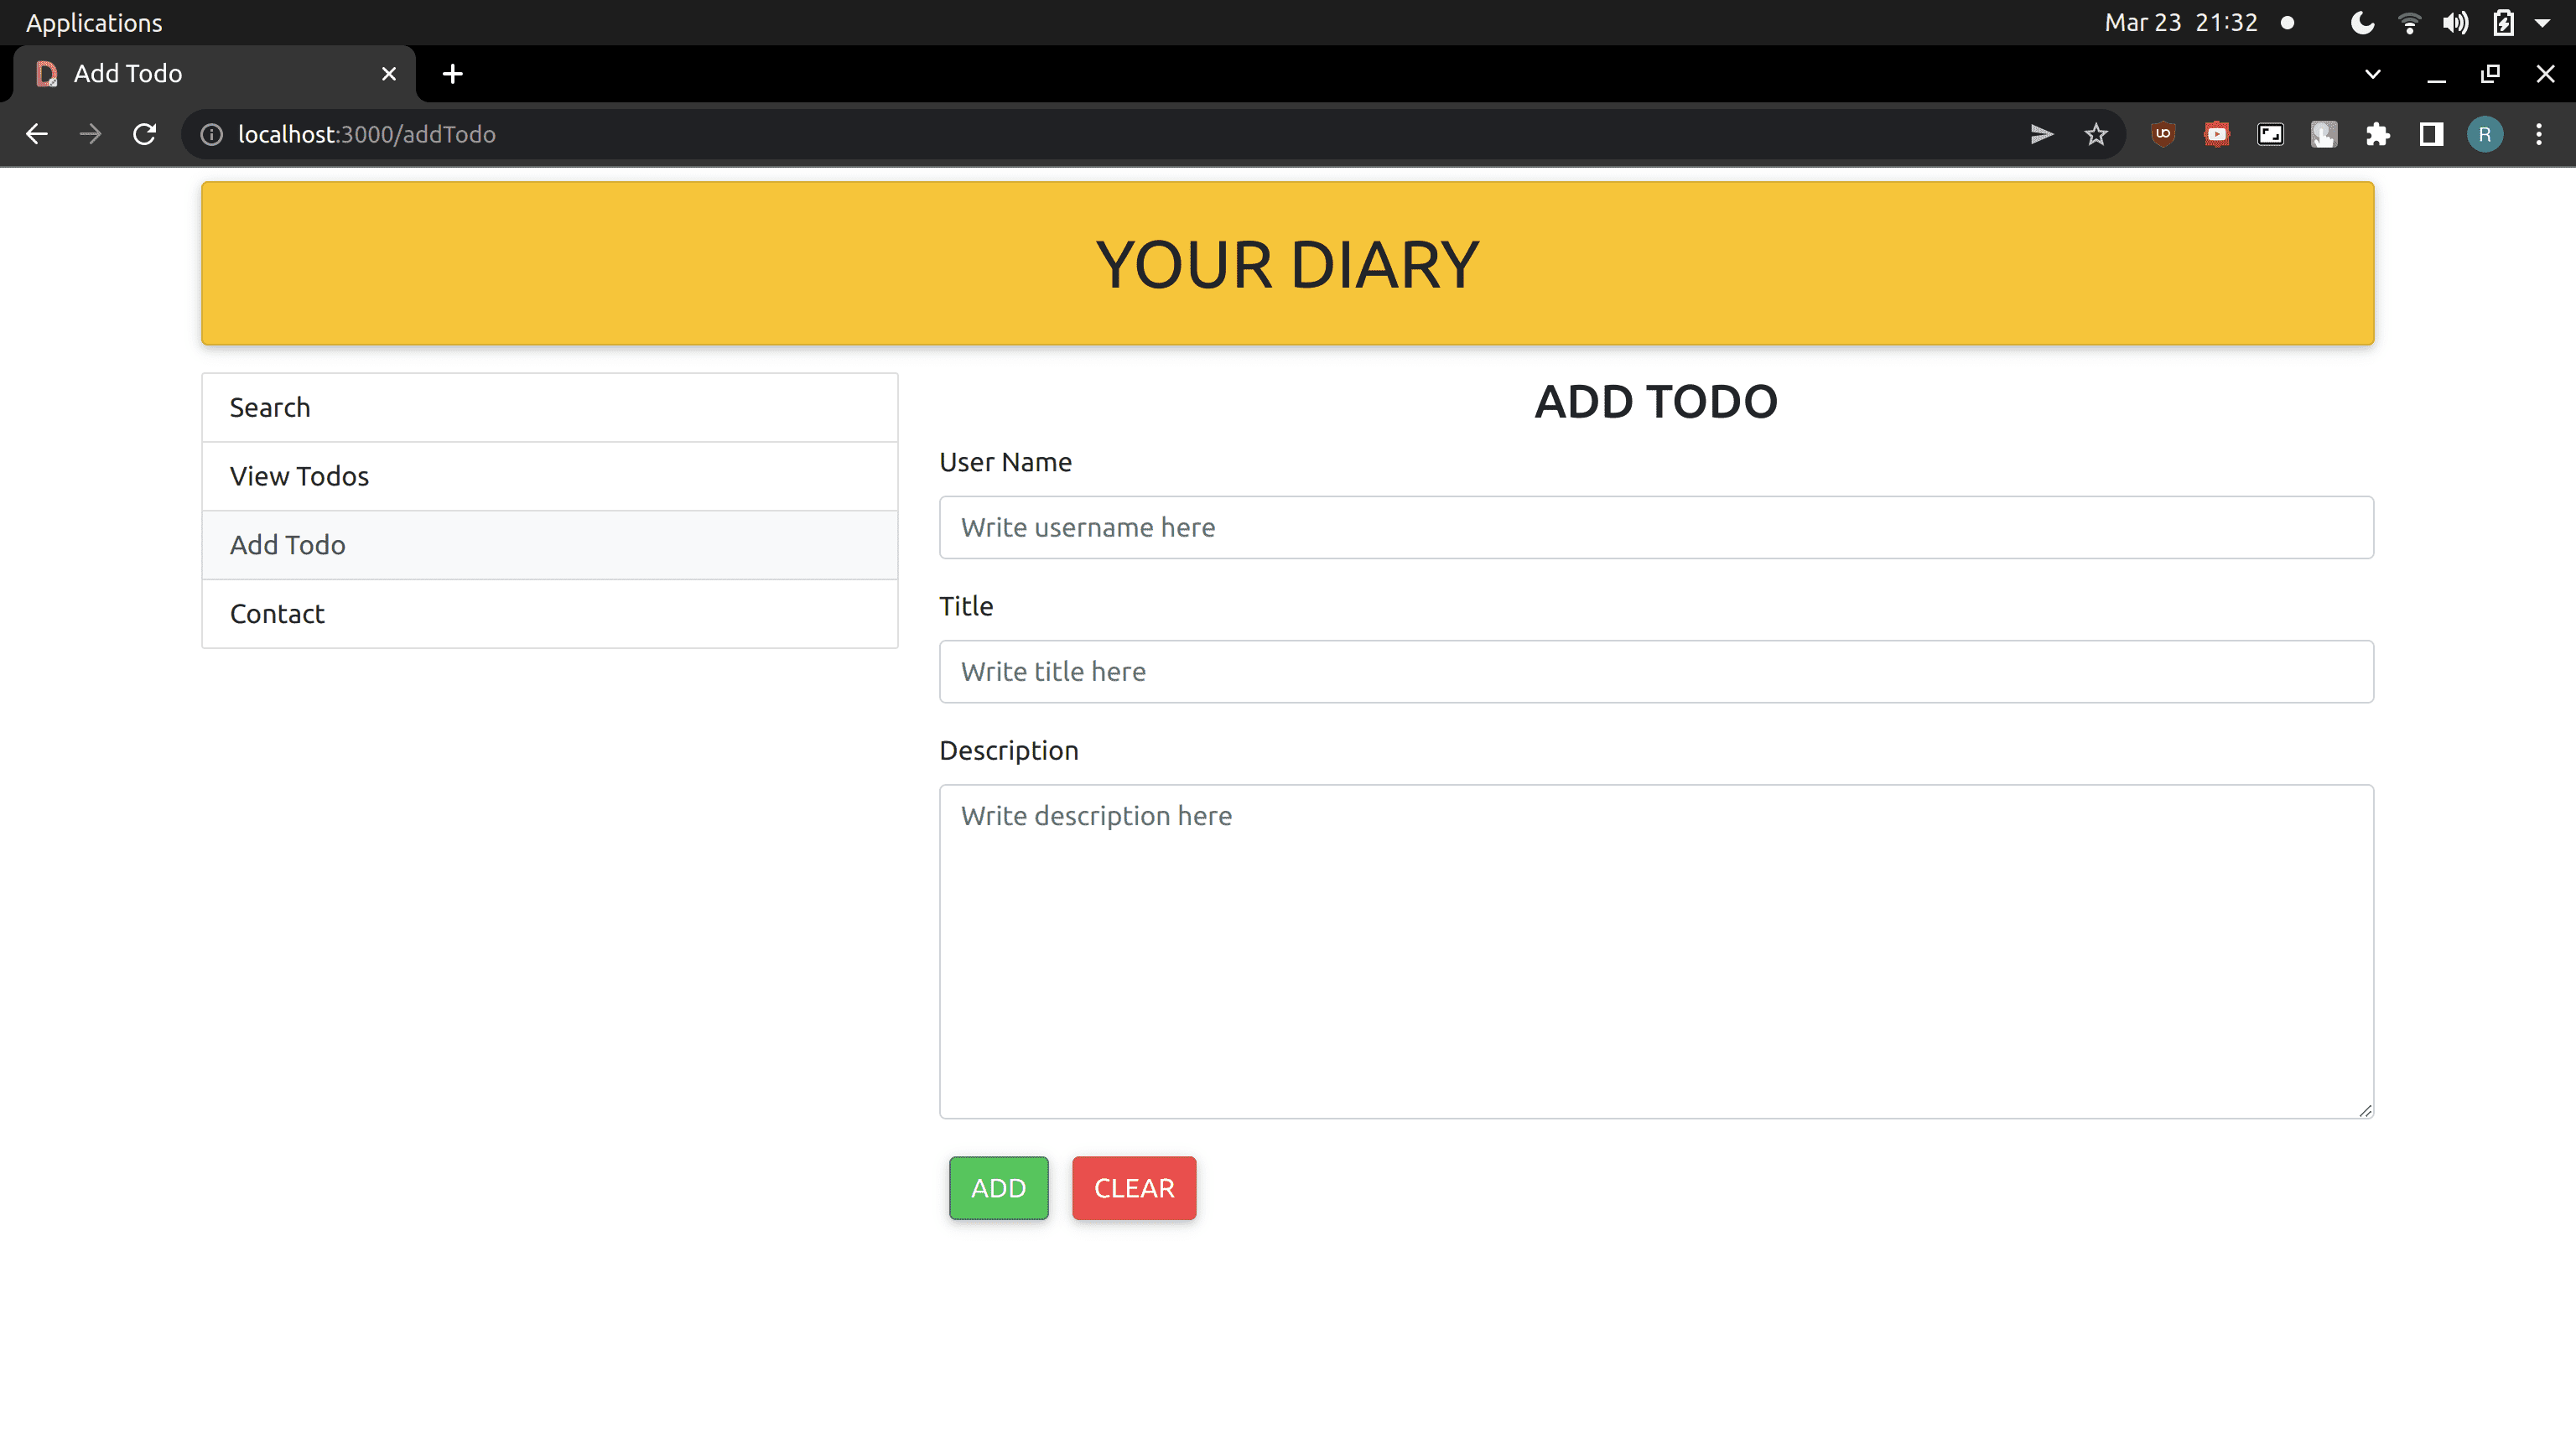 Applications
Mar 23 21:32
Add Todo
localhost:3000/addTodo
R
YOUR DIARY
Search
View Todos
Add Todo
Contact
ADD TODO
User Name
Write username here
Title
Write title here
Description
Write description here
ADD
CLEAR